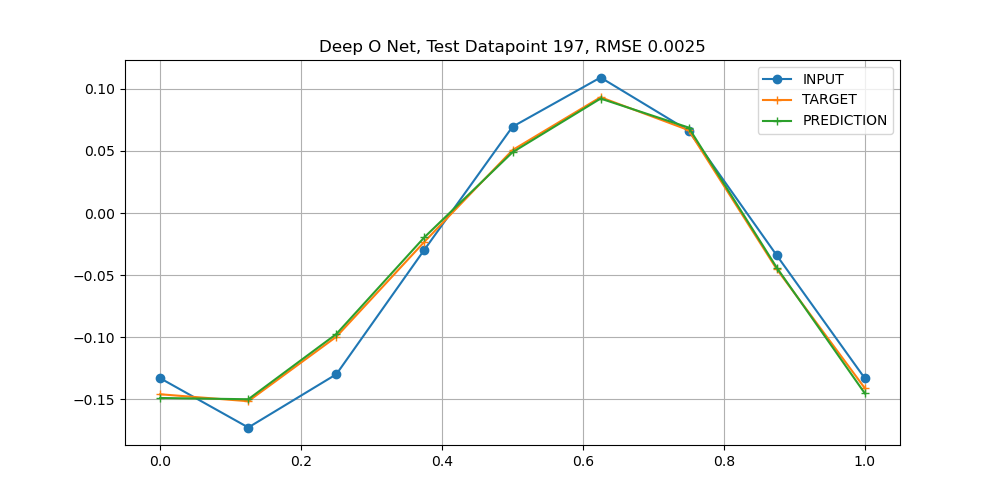 Deep O Net, Test Datapoint 197, RMSE 0.0025
INPUT
TARGET
PREDICTION
0.10
0.05
0.00
−0.05
−0.10
−0.15
0.0 0.2 0.4 0.6 0.8 1.0